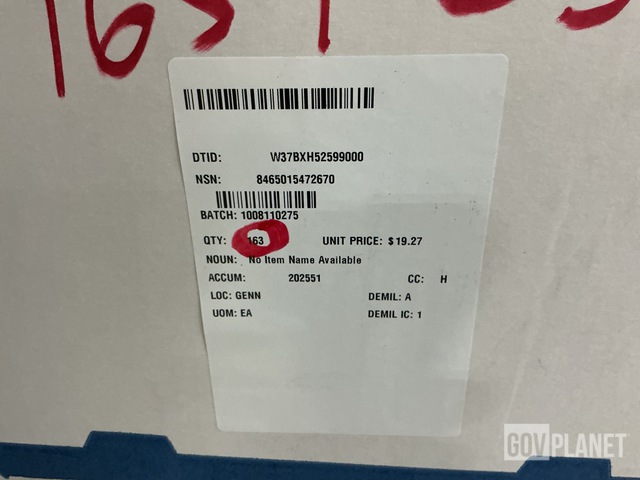 DTID: W37BXH52599000
NSN: 8465015472670
BATCH: 1008110275
QTY: 163 UNIT PRICE: $19.27
NOUN: No Item Name Available
ACCUM: 202551 CC: H
LOC: GENN DEMIL: A
UOM: EA DEMIL IC: 1
GOVPLANET